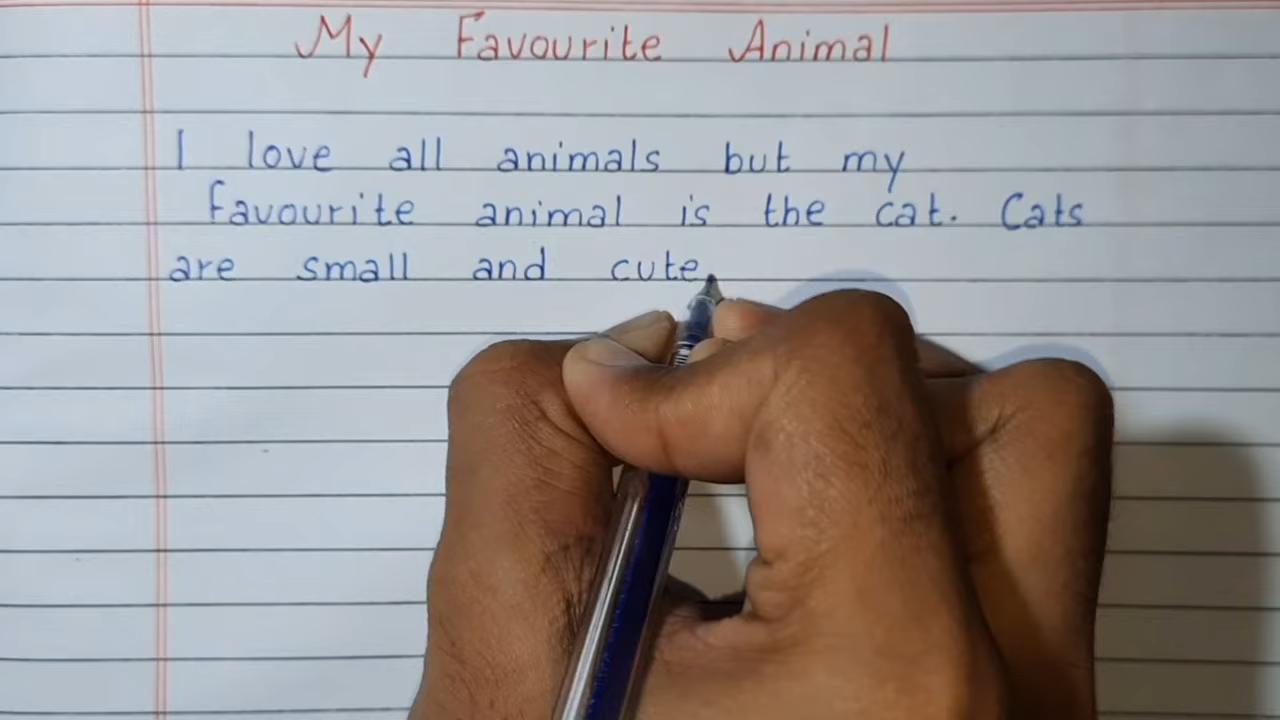 My Favourite Animal
I love all animals but my
favourite animal is the cat. Cats
are small and cute